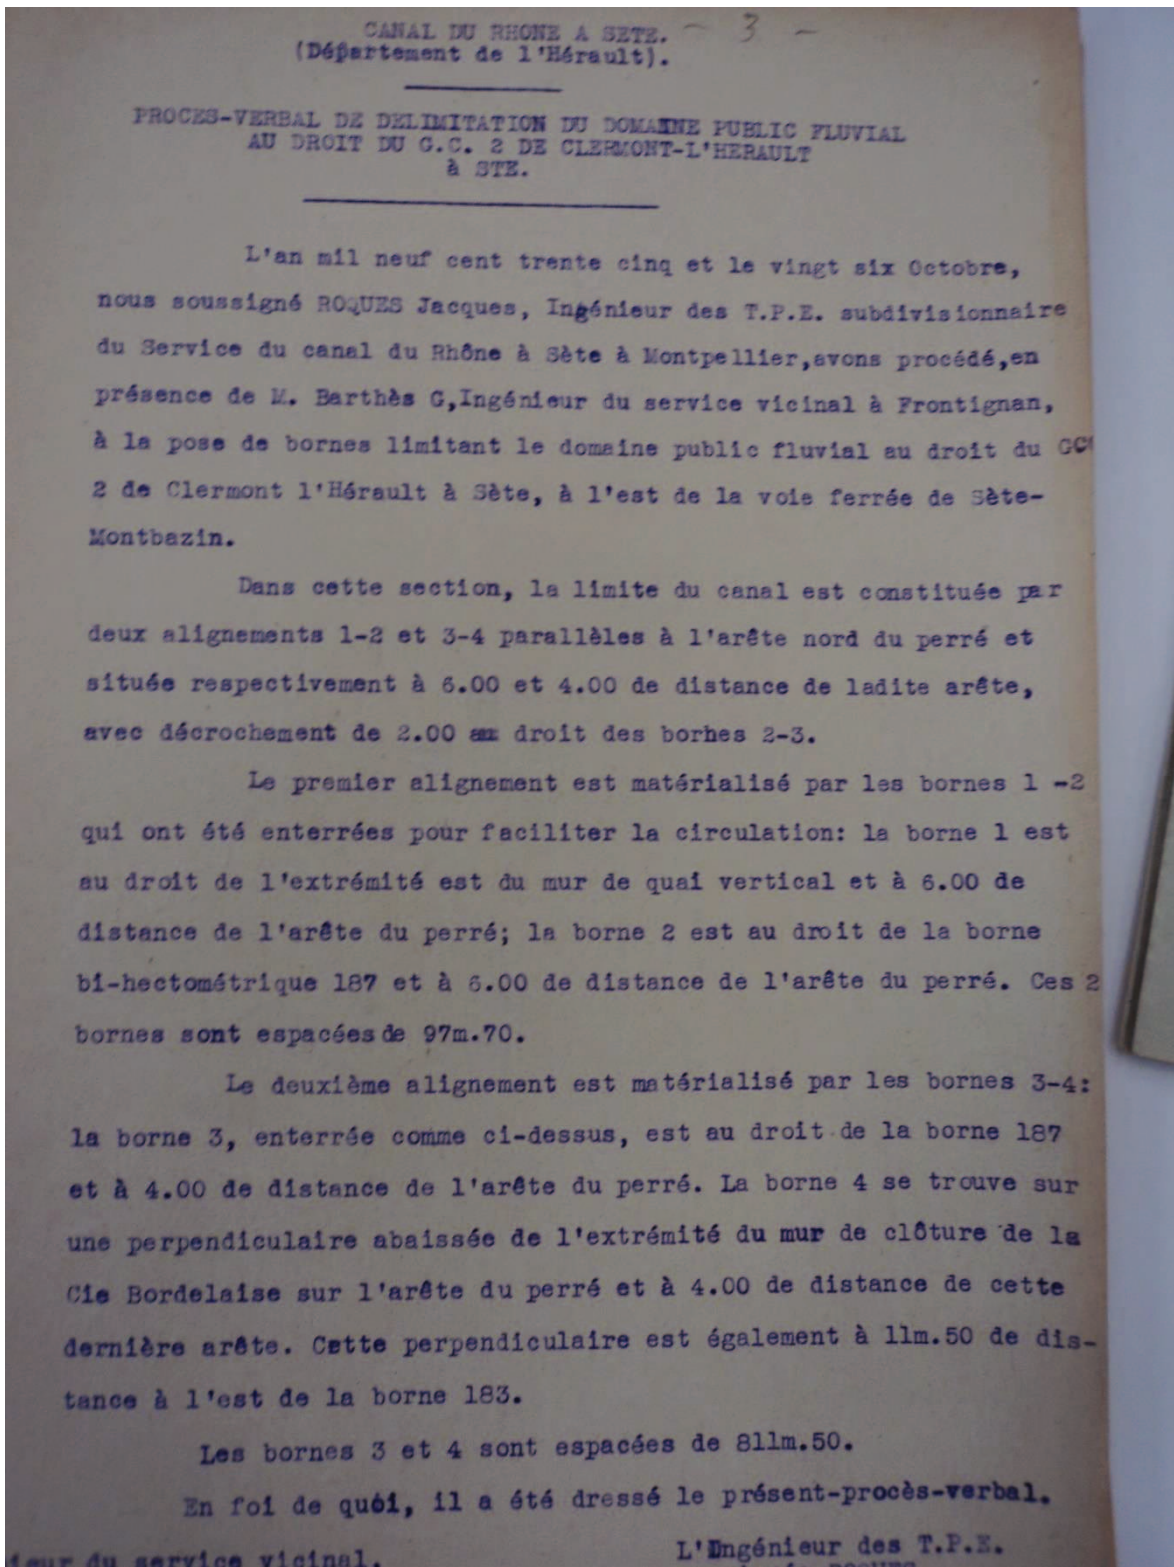 CANAL DU RHONE A SETE. - 3 -
(Département de l'Hérault).
PROCES-VERBAL DE DELIMITATION DU DOMAINE PUBLIC FLUVIAL
AU DROIT DU G.C. 2 DE CLERMONT-L'HERAULT
à STE.
L'an mil neuf cent trente cinq et le vingt six Octobre,
nous soussigné ROQUES Jacques, Ingénieur des T.P.E. subdivisionnaire
du Service du canal du Rhône à Sète à Montpellier,avons procédé,en
présence de M. Barthès G,Ingénieur du service vicinal à Frontignan,
à la pose de bornes limitant le domaine public fluvial au droit du GC
2 de Clermont l'Hérault à Sète, à l'est de la voie ferrée de Sète-
Montbazin.
Dans cette section, la limite du canal est constituée par
deux alignements 1-2 et 3-4 parallèles à l'arête nord du perré et
située respectivement à 6.00 et 4.00 de distance de ladite arête,
avec décrochement de 2.00 au droit des borhes 2-3.
Le premier alignement est matérialisé par les bornes 1 -2
qui ont été enterrées pour faciliter la circulation: la borne 1 est
au droit de l'extrémité est du mur de quai vertical et à 6.00 de
distance de l'arête du perré; la borne 2 est au droit de la borne
bi-hectométrique 187 et à 6.00 de distance de l'arête du perré. Ces 2
bornes sont espacées de 97m.70.
Le deuxième alignement est matérialisé par les bornes 3-4:
la borne 3, enterrée comme ci-dessus, est au droit de la borne 187
et à 4.00 de distance de l'arête du perré. La borne 4 se trouve sur
une perpendiculaire abaissée de l'extrémité du mur de clôture de la
Cie Bordelaise sur l'arête du perré et à 4.00 de distance de cette
dernière arête. Cette perpendiculaire est également à 11m.50 de dis-
tance à l'est de la borne 183.
Les bornes 3 et 4 sont espacées de 811m.50.
En foi de quoi, il a été dressé le présent-procès-verbal.
ieur du service vicinal. L'Ingénieur des T.P.E.
ROQUES